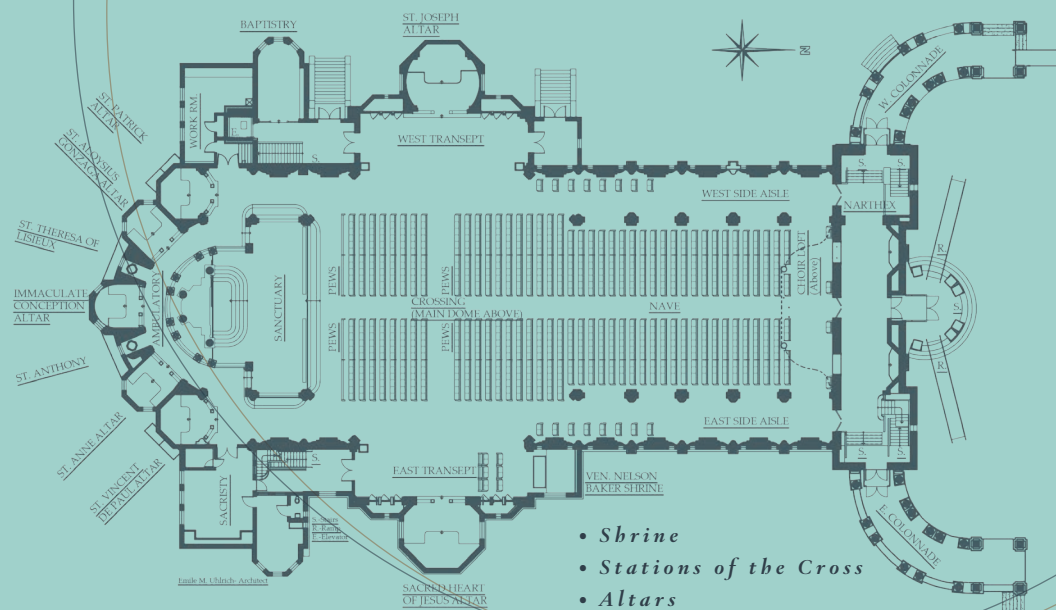 BAPTISTRY
ST. JOSEPH
ALTAR
N
W. COLONNADE
ST. PATRICK
ALTAR
WORK RM.
E.
S.
WEST TRANSEPT
ST. ALOYSIUS
GONZAGA ALTAR
S.
S.
WEST SIDE AISLE
NARTHEX
ST. THERESA OF
LISIEUX
IMMACULATE
CONCEPTION
ALTAR
AMBULATORY
SANCTUARY
PEWS
PEWS
CROSSING
(MAIN DOME ABOVE)
NAVE
CHOIR LOFT
(Above)
R.
S.
PEWS
PEWS
R.
ST. ANTHONY
ST. ANNE ALTAR
ST. VINCENT
DE PAUL ALTAR
EAST SIDE AISLE
S.
S.
S.
SACRISTY
EAST TRANSEPT
VEN. NELSON
BAKER SHRINE
E. COLONNADE
S.-Stairs
R.-Ramp
E.-Elevator
Emile M. Uhlrich- Architect
SACRED HEART
OF JESUS ALTAR
• Shrine
• Stations of the Cross
• Altars